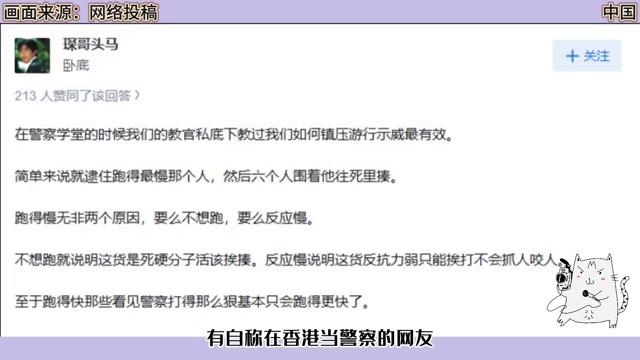 画面来源：网络投稿
中国
琛哥头马
卧底
+ 关注
213 人赞同了该回答 >
在警察学堂的时候我们的教官私底下教过我们如何镇压游行示威最有效。
简单来说就逮住跑得最慢那个人，然后六个人围着他往死里揍。
跑得慢无非两个原因，要么不想跑，要么反应慢。
不想跑就说明这货是死硬分子活该挨揍。反应慢说明这货反抗力弱只能挨打不会抓人咬人。
至于跑得快那些看见警察打得那么狠基本只会跑得更快了。
有自称在香港当警察的网友